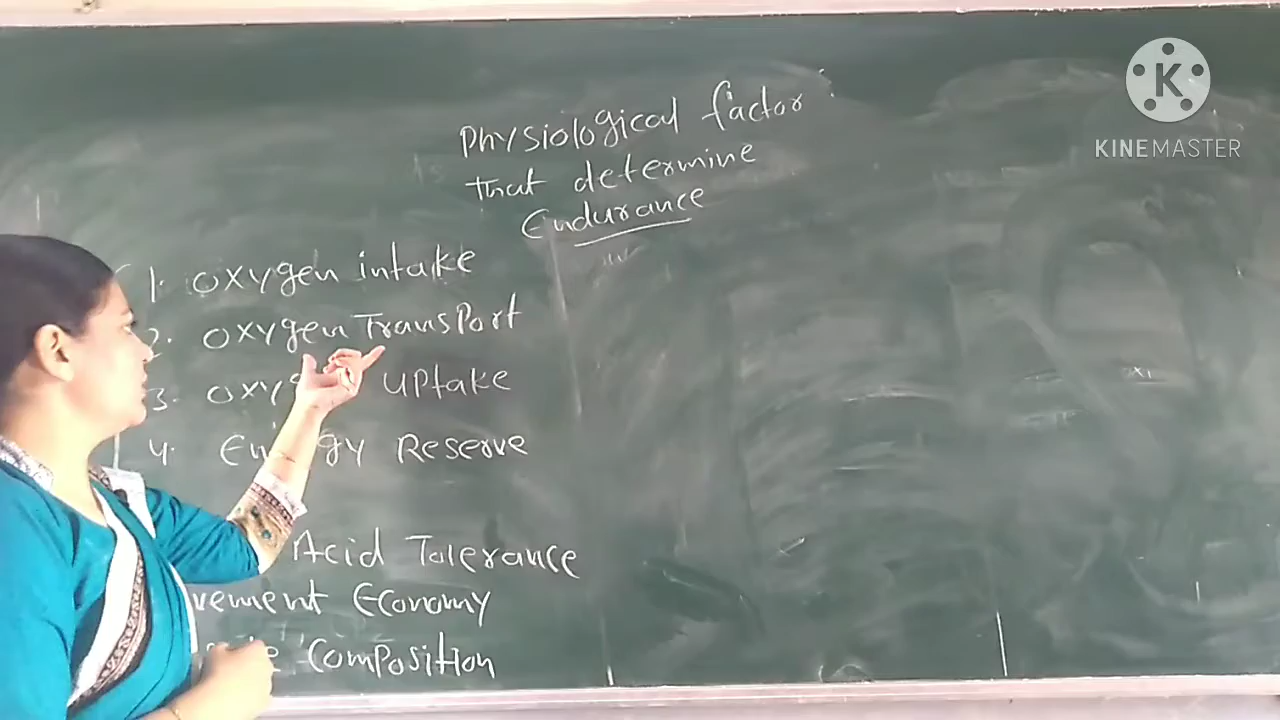 Physiological factor :
that determine
Endurance
1. Oxygen intake
2. Oxygen Transport
3. Oxy uptake
4. Energy Reserve
Acid Tolerance
vement Economy
Composition
KINEMASTER